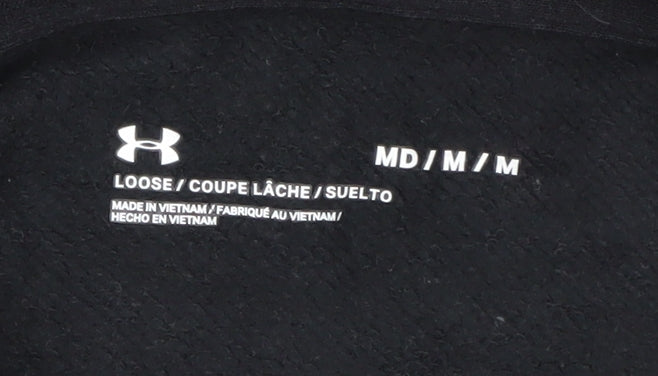 MD / M / M
LOOSE / COUPE LÂCHE / SUELTO
MADE IN VIETNAM / FABRIQUÉ AU VIETNAM /
HECHO EN VIETNAM